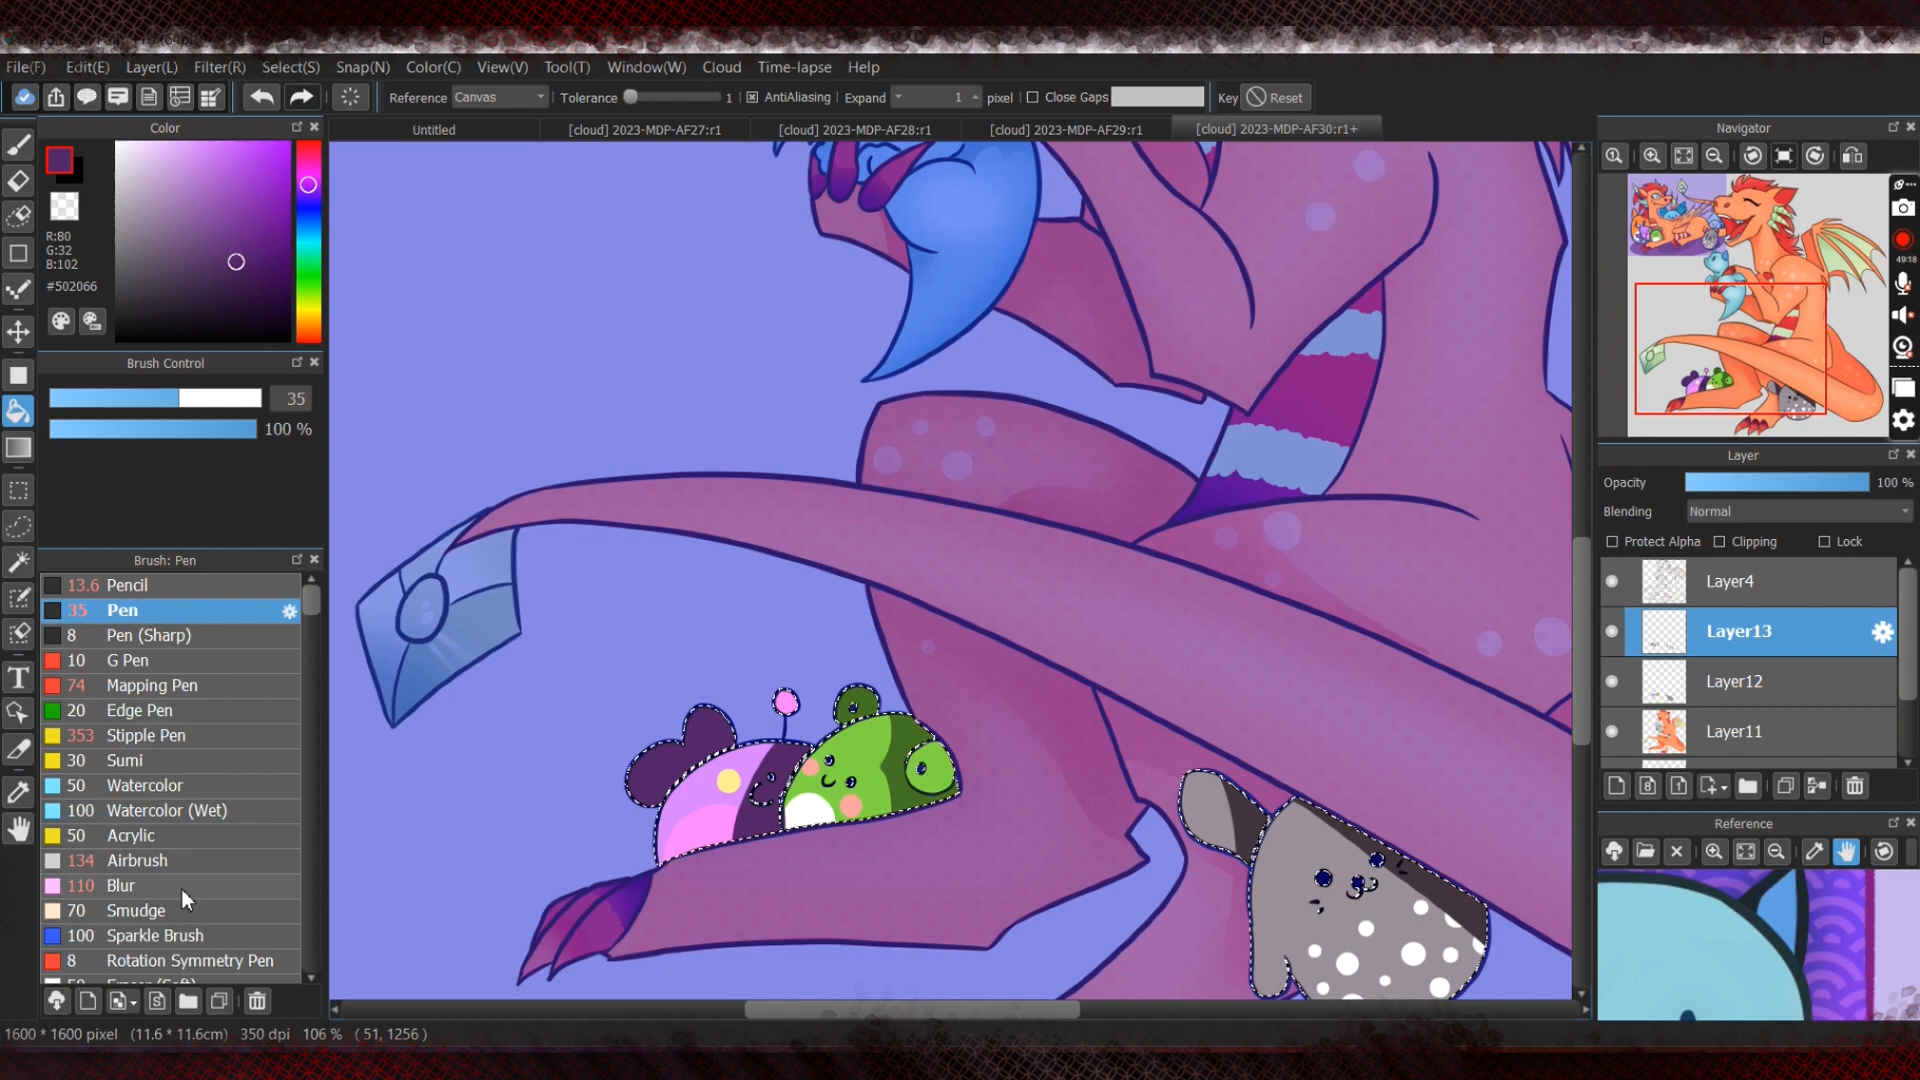 File(F) Edit(E) Layer(L) Filter(R) Select(S) Snap(N) Color(C) View(V) Tool(T) Window(W) Cloud Time-lapse Help
Reference Canvas Tolerance 1 AntiAliasing Expand 1 pixel Close Gaps Key Reset
Color
Untitled [cloud] 2023-MDP-AF27:r1 [cloud] 2023-MDP-AF28:r1 [cloud] 2023-MDP-AF29:r1 [cloud] 2023-MDP-AF30:r1+
Navigator
R:80
G:32
B:102
#502066
49:18
Brush Control
35
100 %
Brush: Pen
13.6 Pencil
35 Pen
8 Pen (Sharp)
10 G Pen
74 Mapping Pen
20 Edge Pen
353 Stipple Pen
30 Sumi
50 Watercolor
100 Watercolor (Wet)
50 Acrylic
134 Airbrush
110 Blur
70 Smudge
100 Sparkle Brush
8 Rotation Symmetry Pen
Layer
Opacity 100 %
Blending Normal
Protect Alpha Clipping Lock
Layer4
Layer13
Layer12
Layer11
Reference
1600 * 1600 pixel (11.6 * 11.6cm) 350 dpi 106 % ( 51, 1256 )